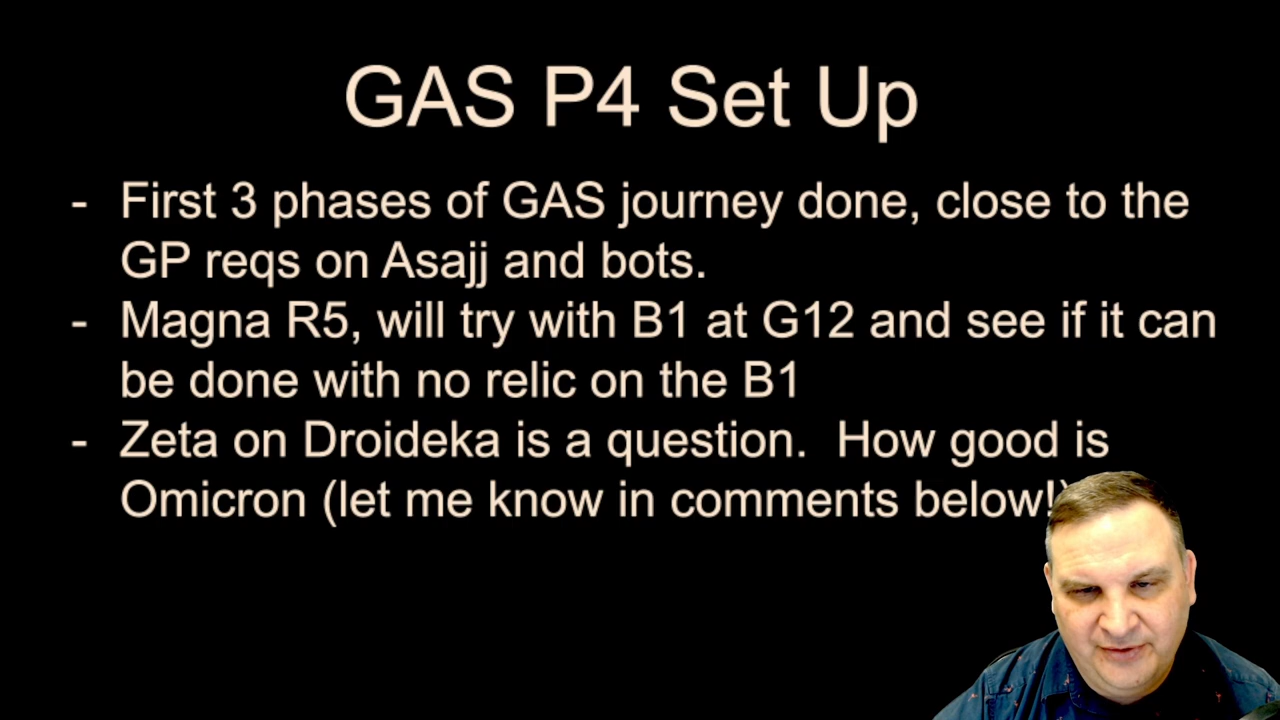 GAS P4 Set Up
- First 3 phases of GAS journey done, close to the
GP reqs on Asajj and bots.
- Magna R5, will try with B1 at G12 and see if it can
be done with no relic on the B1
- Zeta on Droideka is a question.  How good is
Omicron (let me know in comments below!)